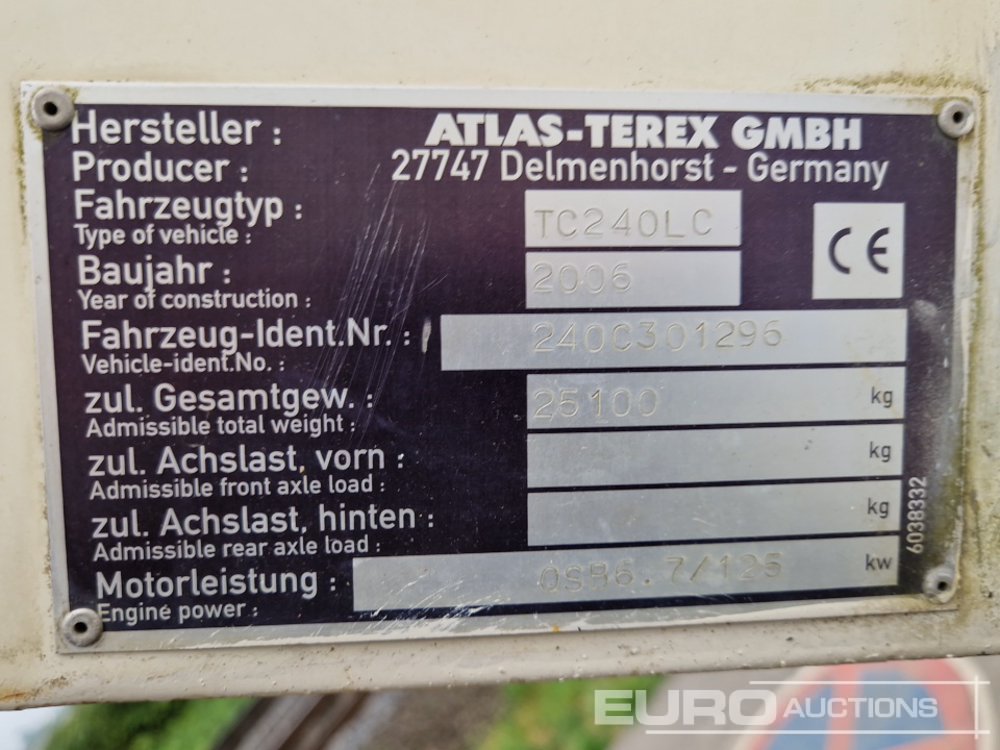 Hersteller : ATLAS-TEREX GMBH
Producer : 27747 Delmenhorst - Germany
Fahrzeugtyp :
Type of vehicle : TC240LC
CE
Baujahr :
Year of construction : 2006
Fahrzeug-Ident.Nr. :
Vehicle-ident.No. : 240C301296
zul. Gesamtgew. :
Admissible total weight : 25100 kg
zul. Achslast, vorn :
Admissible front axle load : kg
zul. Achslast, hinten :
Admissible rear axle load : kg
Motorleistung :
Engine power : QSB6.7/125 kw
6038332
EURO AUCTIONS